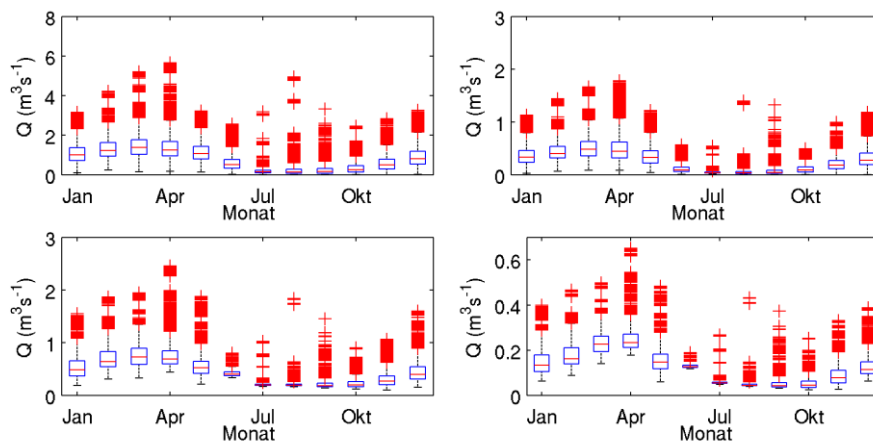 8
6
4
2
0
Q (m³s⁻¹)
Jan Apr Jul Okt
Monat
3
2
1
0
Q (m³s⁻¹)
Jan Apr Jul Okt
Monat
3
2
1
0
Q (m³s⁻¹)
Jan Apr Jul Okt
Monat
0.6
0.4
0.2
0
Q (m³s⁻¹)
Jan Apr Jul Okt
Monat